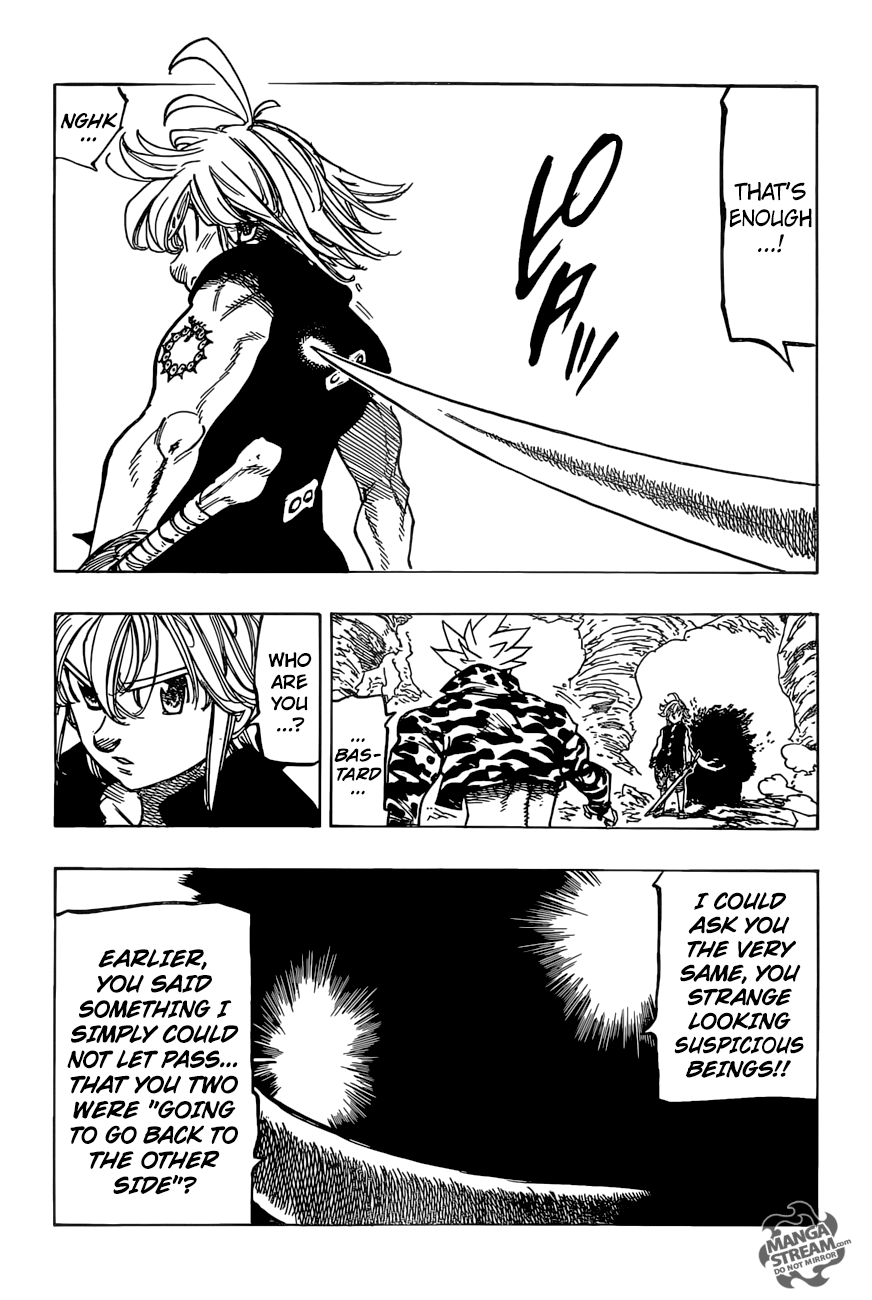 THAT'S
ENOUGH
...!
NGHK
...
...
BAS-
TARD
...
WHO
ARE
YOU
...?
I COULD
ASK YOU
THE VERY
SAME, YOU
STRANGE
LOOKING
SUSPICIOUS
BEINGS!!
EARLIER,
YOU SAID
SOMETHING I
SIMPLY COULD
NOT LET PASS...
THAT YOU TWO
WERE "GOING
TO GO BACK TO
THE OTHER
SIDE"?
MANGA
STREAM.com
DO NOT MIRROR